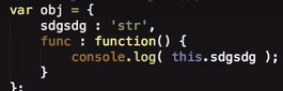 var obj = {
    sdgsdg : 'str',
    func : function() {
        console.log( this.sdgsdg );
    }
};